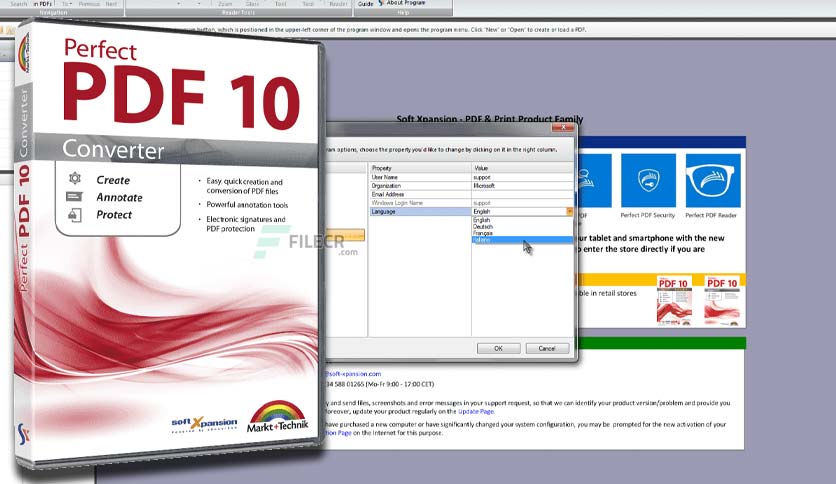 Search
in PDFs
To
Previous
Next
Zoom
Glass
Tool
Tool
Reader
Guide
About Program
Navigation
Reader Tools
Help
button, which is positioned in the upper-left corner of the program window and opens the program menu. Click "New" or "Open" to create or load a PDF.
Perfect
PDF 10
Converter
Create
Annotate
Protect
• Easy, quick creation and
conversion of PDF files
• Powerful annotation tools
• Electronic signatures and
PDF protection
Perfect PDF 10 Converter
Markt+Technik
soft Xpansion
Markt+Technik
FILECR
.com
Soft Xpansion - PDF & Print Product Family
options, choose the property you'd like to change by clicking on it in the right column.
Property
Value
User Name
support
Organization
Microsoft
Email Address
Windows Login Name
support
Language
English
English
Deutsch
Français
Italiano
OK
Cancel
PDF
Perfect PDF Security
Perfect PDF Reader
your tablet and smartphone with the new
to enter the store directly if you are
in retail stores
PDF 10
PDF 10
@soft-xpansion.com
34 588 01265 (Mo-Fr 9:00 - 17:00 CET)
and send files, screenshots and error messages in your support request, so that we can identify your product version/problem and provide you
update your product regularly on the Update Page.
have purchased a new computer or have significantly changed your system configuration, you may be prompted for the new activation of your
Page on the Internet for this purpose.